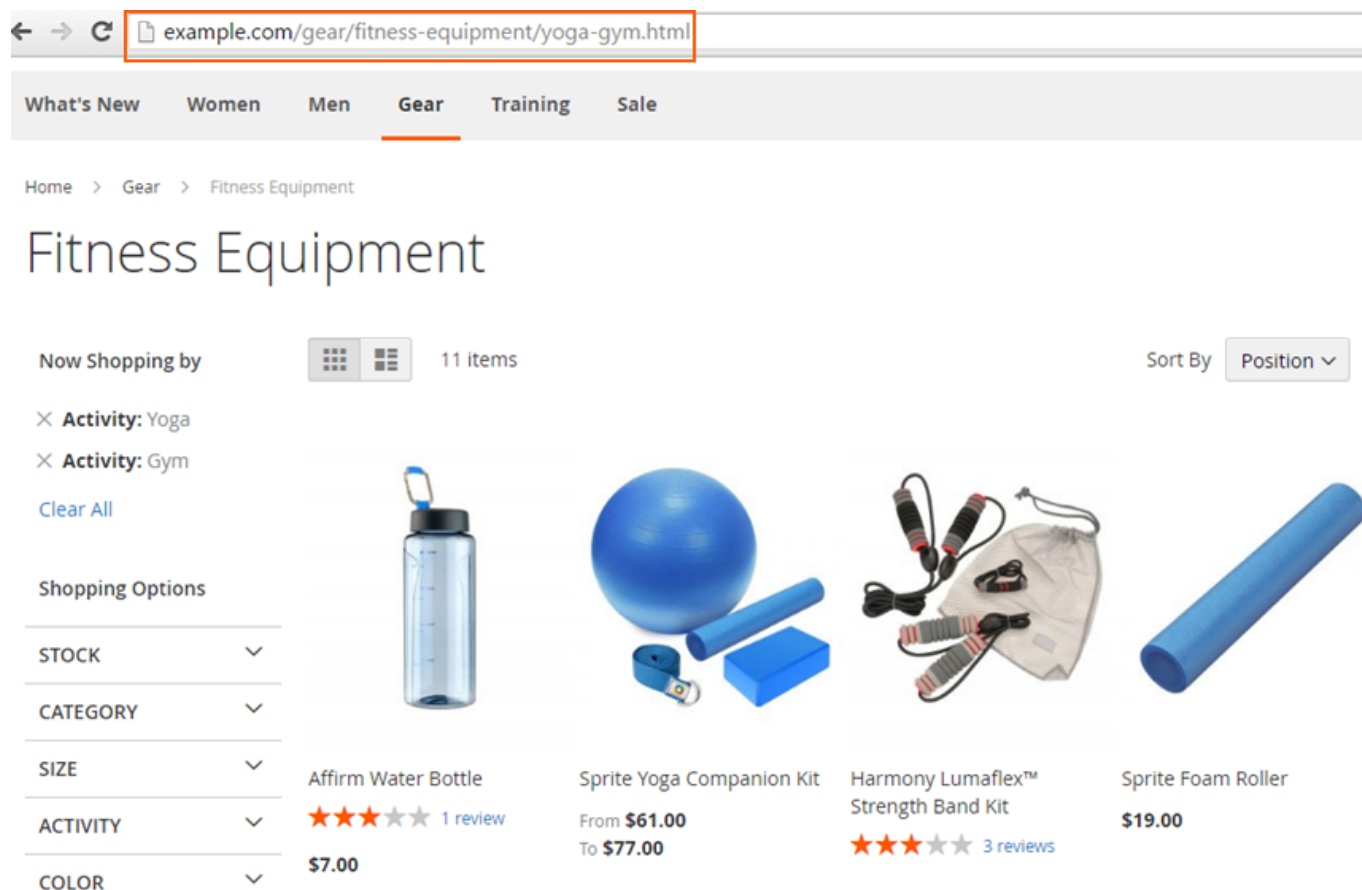 example.com/gear/fitness-equipment/yoga-gym.html
What's New Women Men Gear Training Sale
Home > Gear > Fitness Equipment
Fitness Equipment
Now Shopping by
11 items
Sort By Position
Activity: Yoga
Activity: Gym
Clear All
Shopping Options
STOCK
CATEGORY
SIZE
ACTIVITY
COLOR
Affirm Water Bottle
1 review
$7.00
Sprite Yoga Companion Kit
From $61.00
To $77.00
Harmony Lumaflex™
Strength Band Kit
3 reviews
Sprite Foam Roller
$19.00